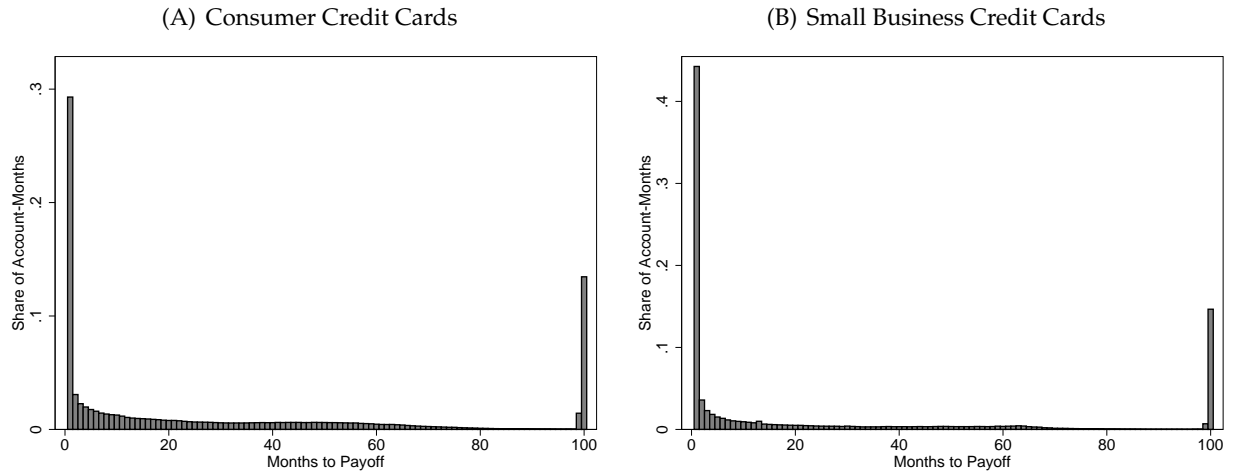 (A) Consumer Credit Cards
Share of Account-Months
.3
.2
.1
0
0 20 40 60 80 100
Months to Payoff
(B) Small Business Credit Cards
Share of Account-Months
.4
.3
.2
.1
0
0 20 40 60 80 100
Months to Payoff